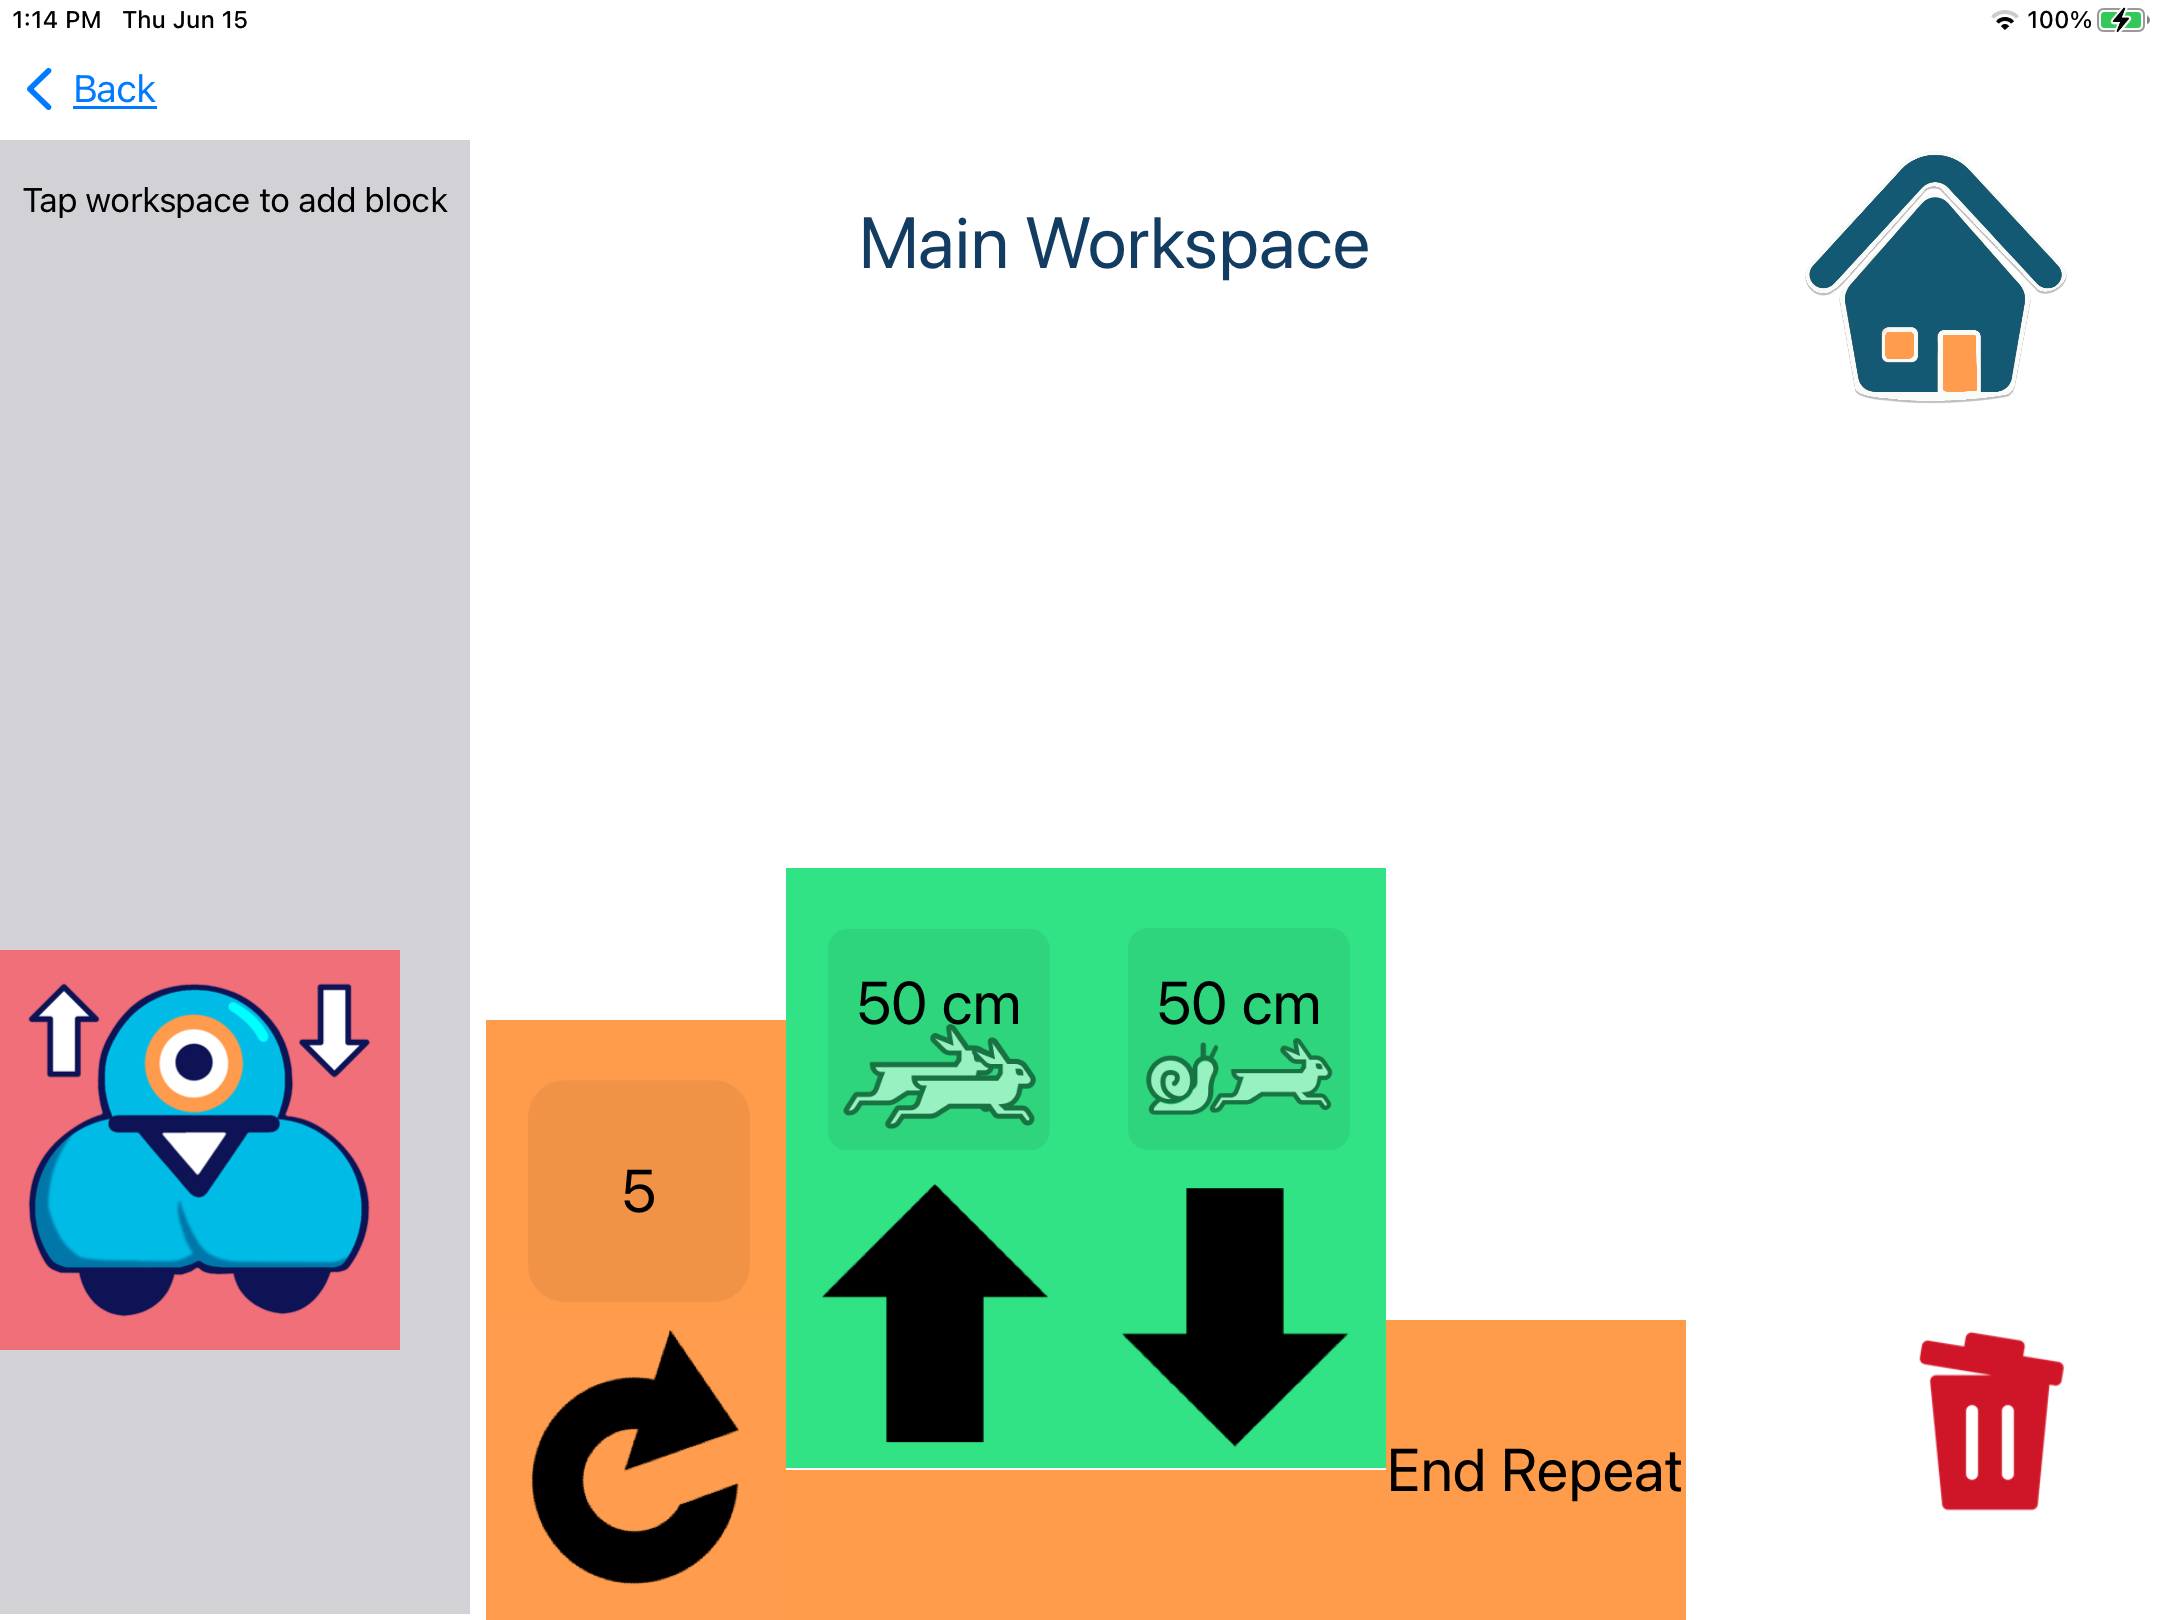 1:14 PM Thu Jun 15
100%
Back
Tap workspace to add block
Main Workspace
50 cm
50 cm
5
End Repeat